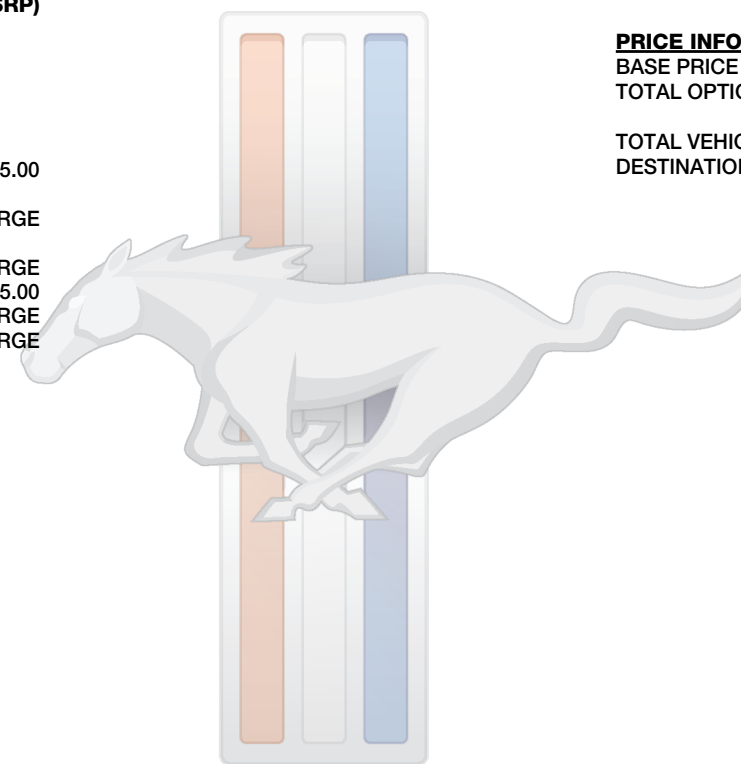 SRP)
5.00
RGE
RGE
5.00
RGE
RGE
PRICE INFO
BASE PRICE
TOTAL OPTIO
TOTAL VEHIC
DESTINATION